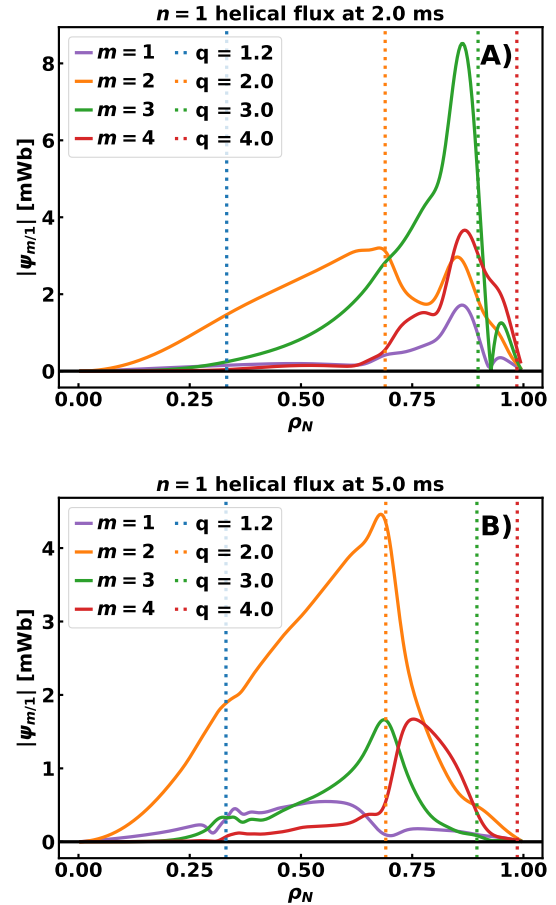 n = 1 helical flux at 2.0 ms
A)
m = 1 q = 1.2
m = 2 q = 2.0
m = 3 q = 3.0
m = 4 q = 4.0
|ψm/1| [mWb]
8
6
4
2
0
0.00 0.25 0.50 0.75 1.00
ρN
n = 1 helical flux at 5.0 ms
B)
m = 1 q = 1.2
m = 2 q = 2.0
m = 3 q = 3.0
m = 4 q = 4.0
|ψm/1| [mWb]
4
3
2
1
0
0.00 0.25 0.50 0.75 1.00
ρN